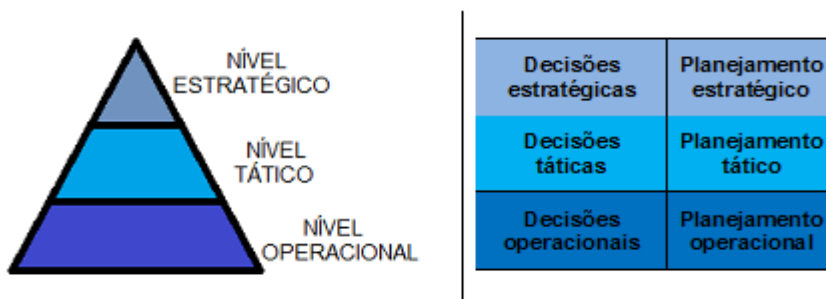 NÍVEL
ESTRATÉGICO
NÍVEL
TÁTICO
NÍVEL
OPERACIONAL
Decisões
estratégicas
Planejamento
estratégico
Decisões
táticas
Planejamento
tático
Decisões
operacionais
Planejamento
operacional